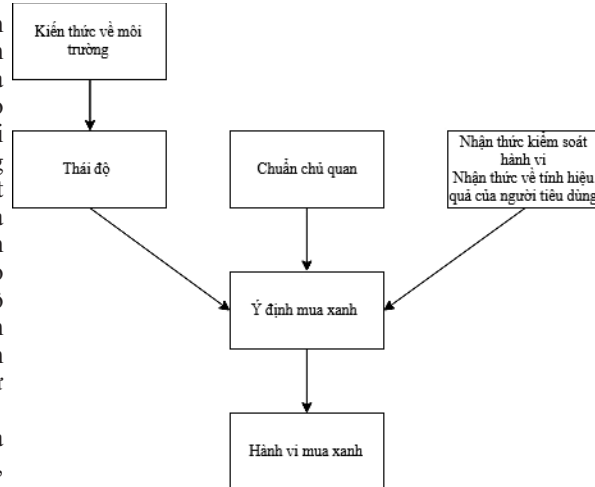 Kiến thức về môi
trường
Thái độ
Chuẩn chủ quan
Nhận thức kiểm soát
hành vi
Nhận thức về tính hiệu
quả của người tiêu dùng
Ý định mua xanh
Hành vi mua xanh